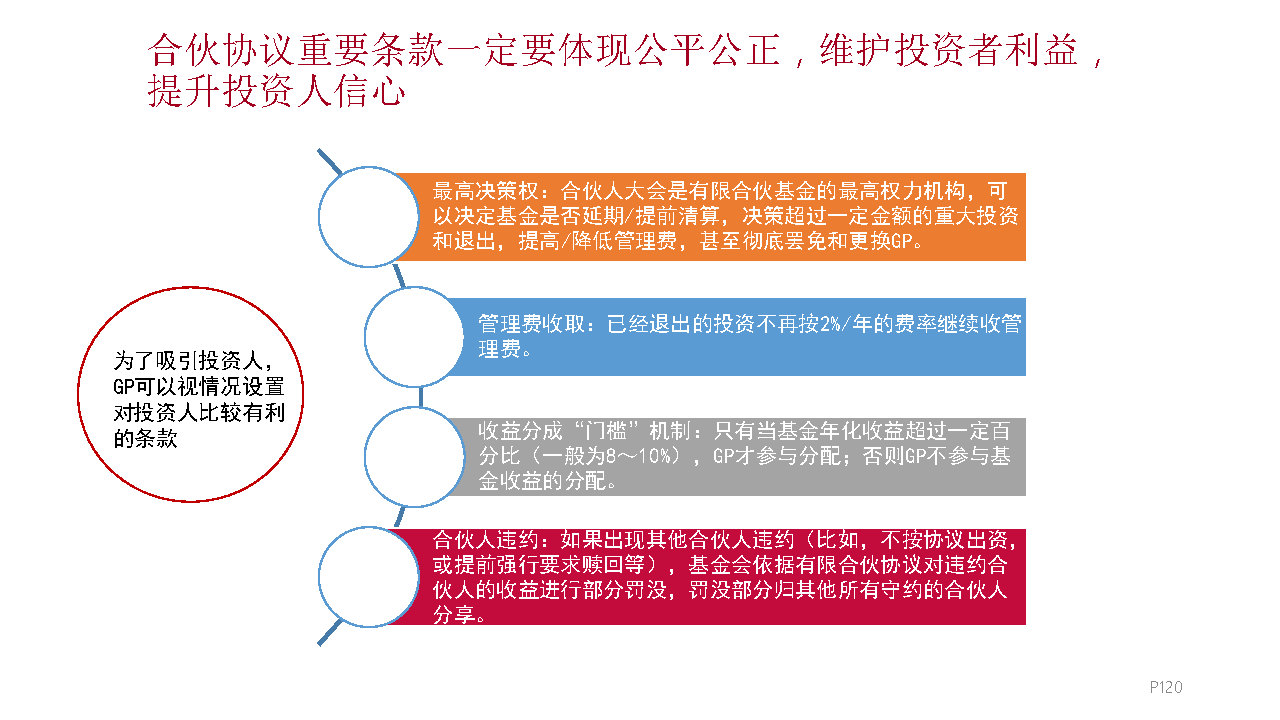 合伙协议重要条款一定要体现公平公正，维护投资者利益，
提升投资人信心
为了吸引投资人，
GP可以视情况设置
对投资人比较有利
的条款
最高决策权：合伙人大会是有限合伙基金的最高权力机构，可
以决定基金是否延期/提前清算，决策超过一定金额的重大投资
和退出，提高/降低管理费，甚至彻底罢免和更换GP。
管理费收取：已经退出的投资不再按2%/年的费率继续收管
理费。
收益分成“门槛”机制：只有当基金年化收益超过一定百
分比（一般为8～10%），GP才参与分配；否则GP不参与基
金收益的分配。
合伙人违约：如果出现其他合伙人违约（比如，不按协议出资，
或提前强行要求赎回等），基金会依据有限合伙协议对违约合
伙人的收益进行部分罚没，罚没部分归其他所有守约的合伙人
分享。
P120